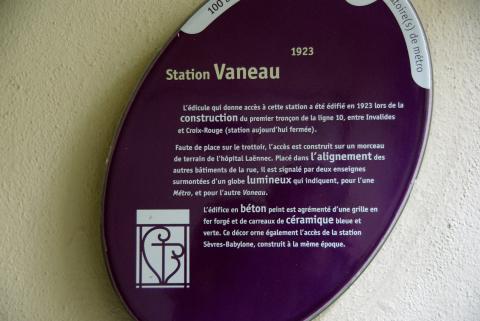 100
toire(s) de métro
1923
Station Vaneau
L'édicule qui donne accès à cette station a été édifié en 1923 lors de la
construction du premier tronçon de la ligne 10, entre Invalides
et Croix-Rouge (station aujourd'hui fermée).
Faute de place sur le trottoir, l'accès est construit sur un morceau
de terrain de l'hôpital Laënnec. Placé dans l'alignement des
autres bâtiments de la rue, il est signalé par deux enseignes
surmontées d'un globe lumineux qui indiquent, pour l'une
Métro, et pour l'autre Vaneau.
L'édifice en béton peint est agrémenté d'une grille en
fer forgé et de carreaux de céramique bleue et
verte. Ce décor orne également l'accès de la station
Sèvres-Babylone, construit à la même époque.